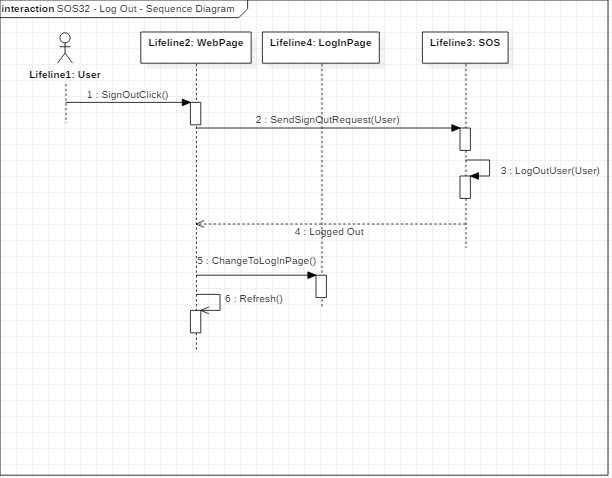 interaction SOS32 - Log Out - Sequence Diagram
Lifeline2: WebPage
Lifeline4: LogInPage
Lifeline3: SOS
Lifeline1: User
1 : SignOutClick()
2 : SendSignOutRequest(User)
3 : LogOutUser(User)
4 : Logged Out
5 : ChangeToLogInPage()
6 : Refresh()